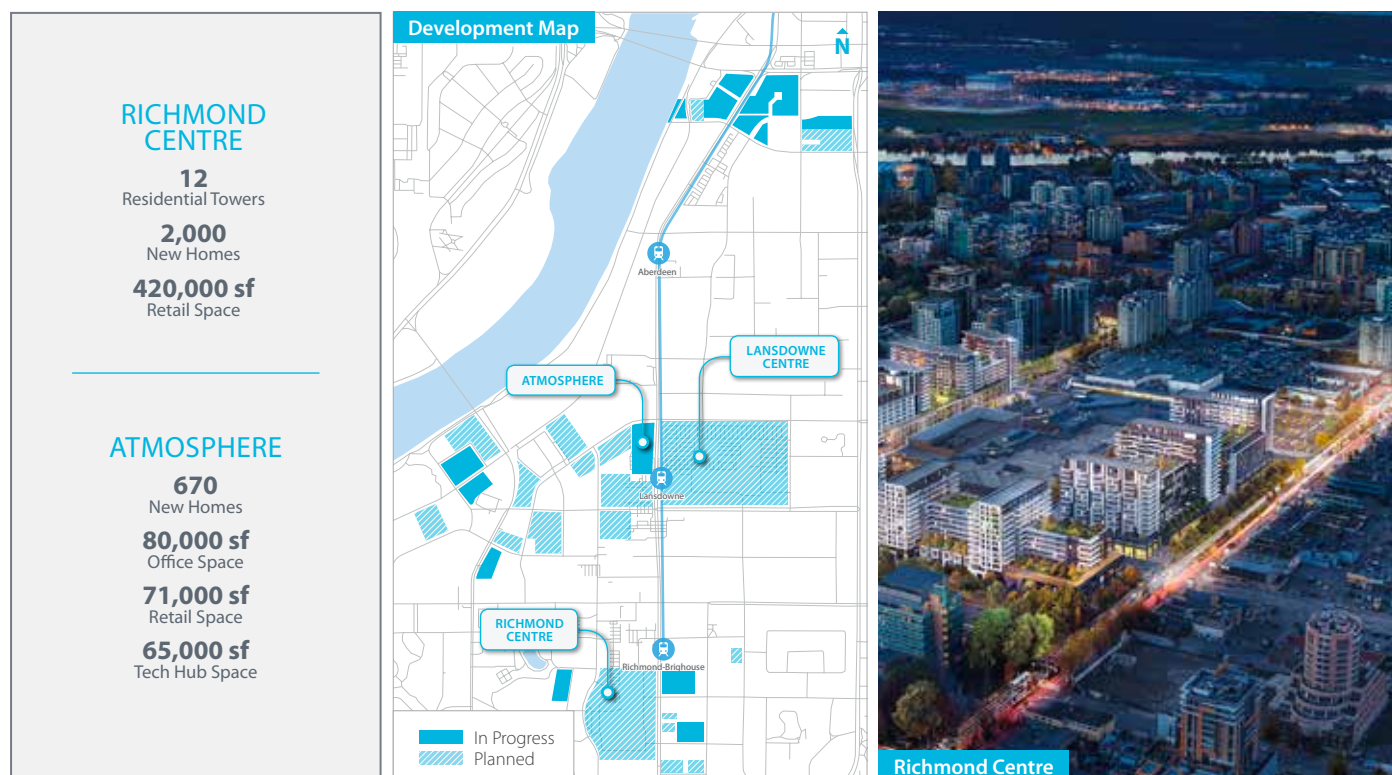 RICHMOND
CENTRE
12
Residential Towers
2,000
New Homes
420,000 sf
Retail Space
ATMOSPHERE
670
New Homes
80,000 sf
Office Space
71,000 sf
Retail Space
65,000 sf
Tech Hub Space
Development Map
N
Aberdeen
LANSDOWNE
CENTRE
ATMOSPHERE
Lansdowne
RICHMOND
CENTRE
Richmond-Brighouse
In Progress
Planned
Richmond Centre